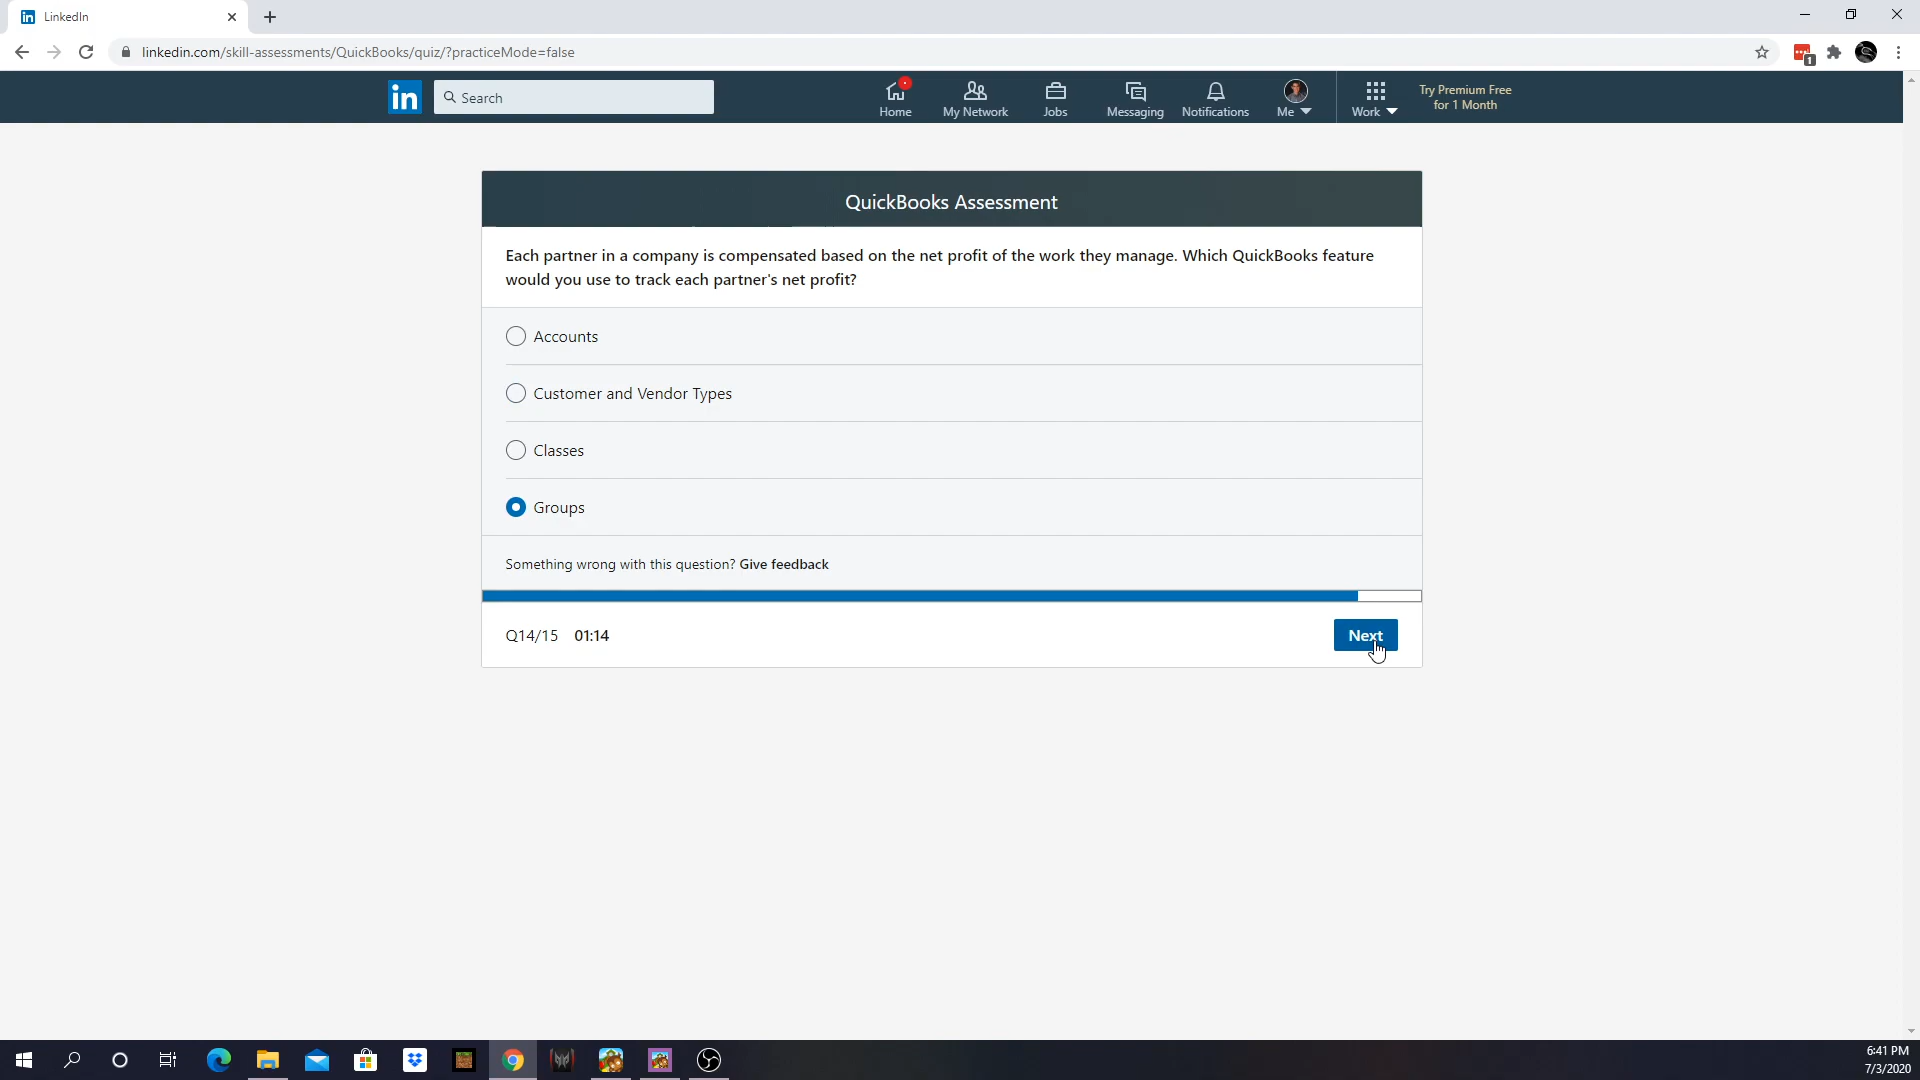 LinkedIn
linkedin.com/skill-assessments/QuickBooks/quiz/?practiceMode=false
1
in
Search
Home
My Network
Jobs
Messaging
Notifications
Me
Work
Try Premium Free
for 1 Month
QuickBooks Assessment
Each partner in a company is compensated based on the net profit of the work they manage. Which QuickBooks feature
would you use to track each partner's net profit?
Accounts
Customer and Vendor Types
Classes
Groups
Something wrong with this question? Give feedback
Q14/15 01:14
Next
6:41 PM
7/3/2020